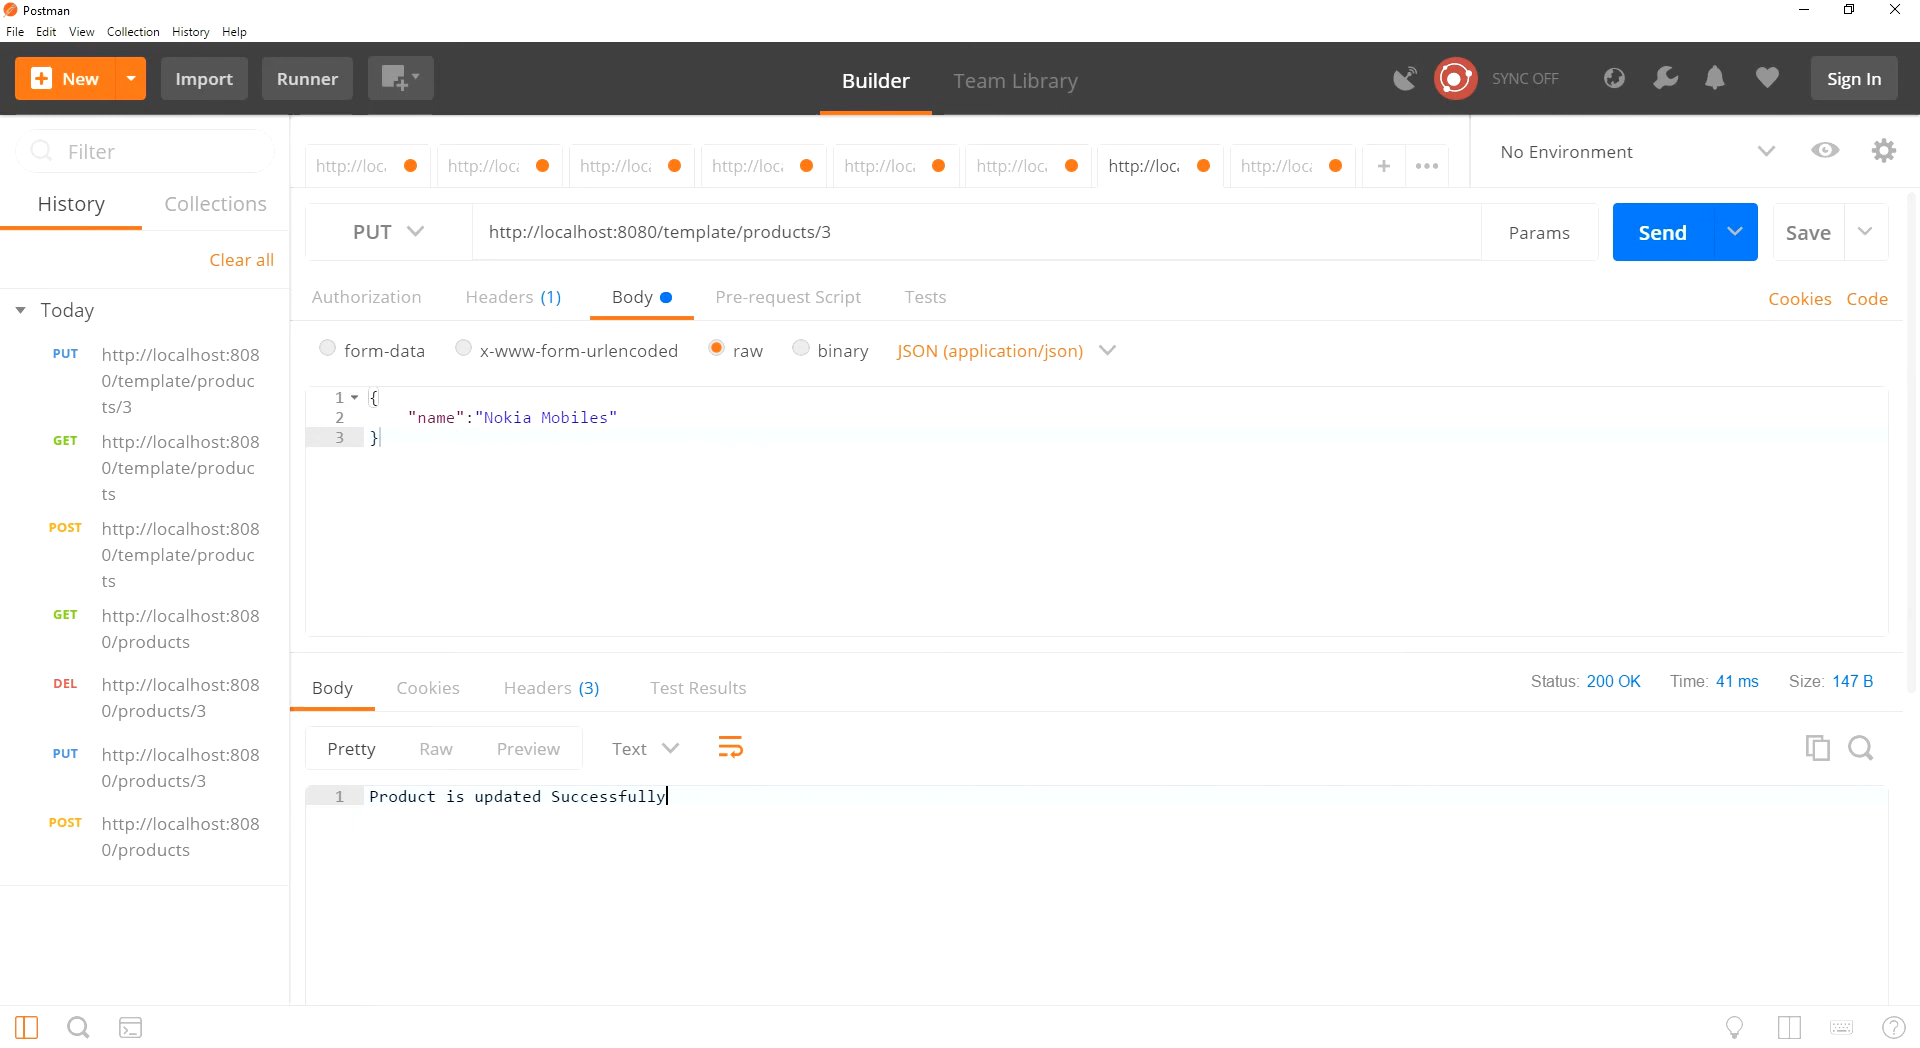 Postman
File Edit View Collection History Help
New Import Runner Builder Team Library SYNC OFF Sign In
Filter
History Collections
Clear all
Today
PUT http://localhost:808
0/template/produc
ts/3
GET http://localhost:808
0/template/produc
ts
POST http://localhost:808
0/template/produc
ts
GET http://localhost:808
0/products
DEL http://localhost:808
0/products/3
PUT http://localhost:808
0/products/3
POST http://localhost:808
0/products
http://loc http://loc http://loc http://loc http://loc http://loc http://loc http://loc + ••• No Environment
PUT http://localhost:8080/template/products/3 Params Send Save
Authorization Headers (1) Body Pre-request Script Tests Cookies Code
form-data x-www-form-urlencoded raw binary JSON (application/json)
1 {
2 "name":"Nokia Mobiles"
3 }
Body Cookies Headers (3) Test Results Status: 200 OK Time: 41 ms Size: 147 B
Pretty Raw Preview Text
1 Product is updated Successfully